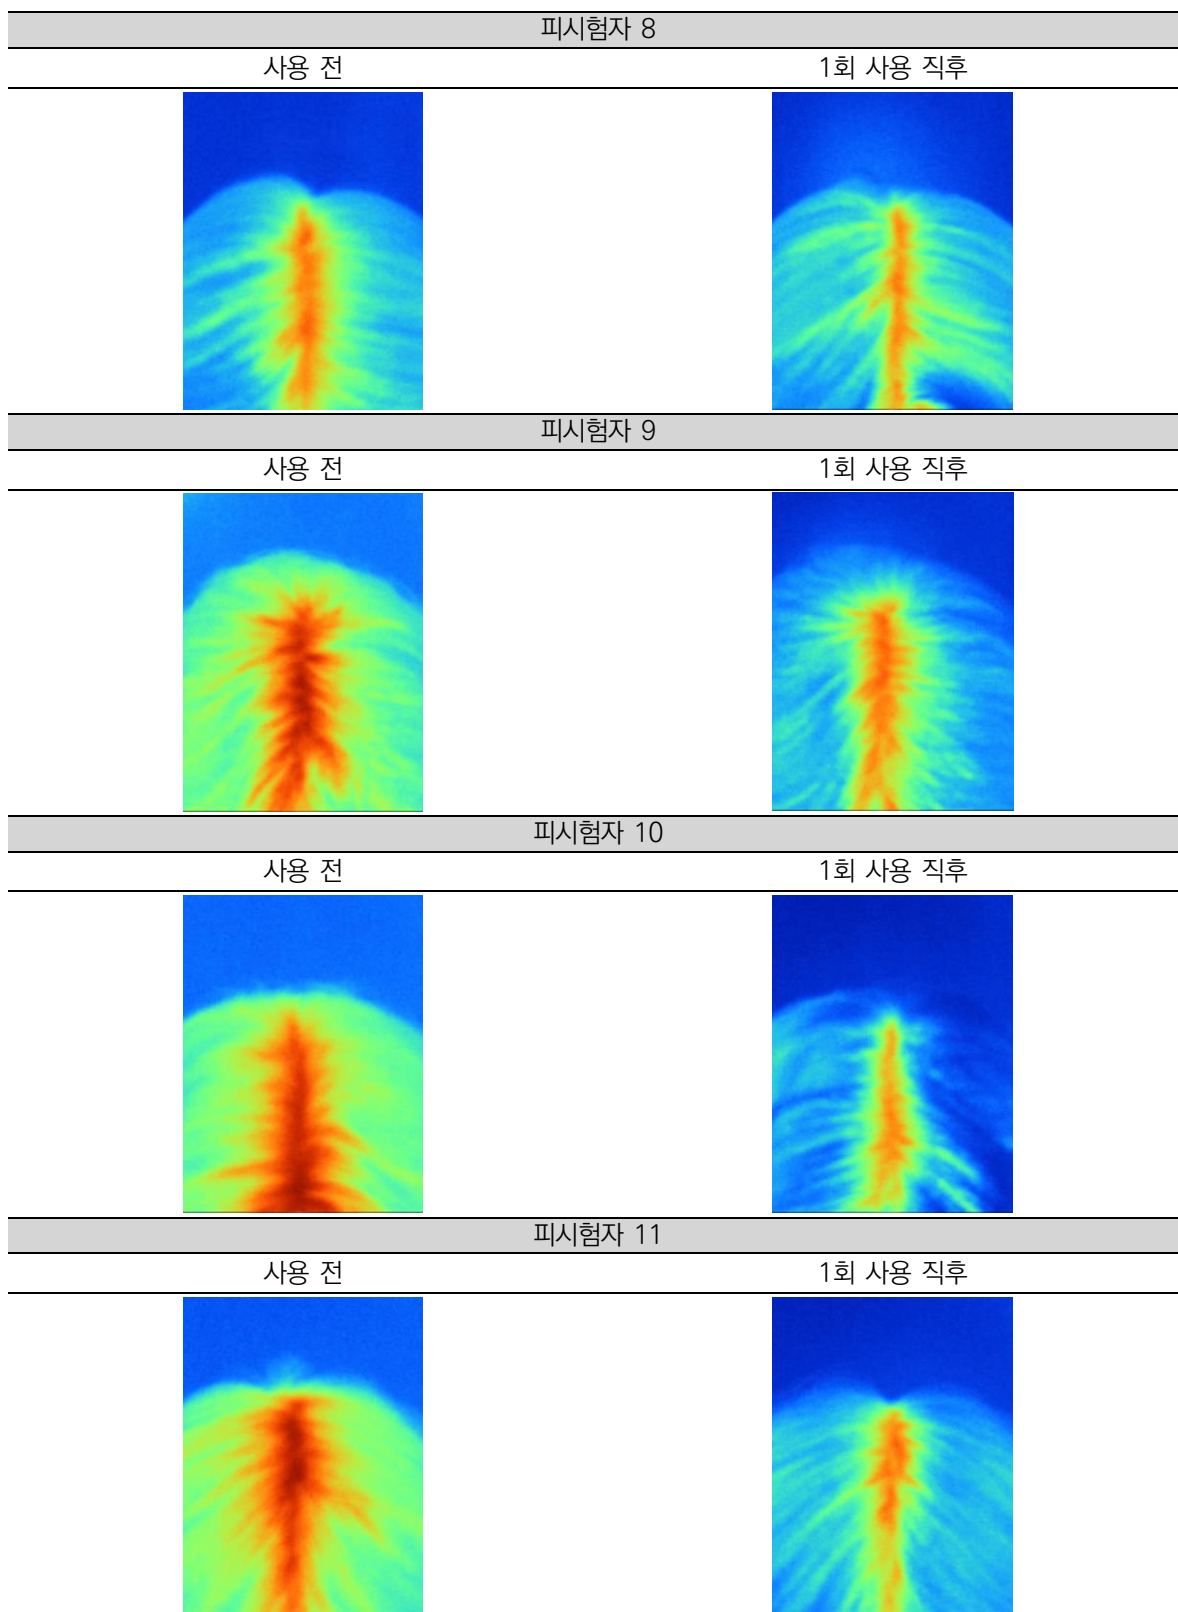 피시험자 8
사용 전 1회 사용 직후
피시험자 9
사용 전 1회 사용 직후
피시험자 10
사용 전 1회 사용 직후
피시험자 11
사용 전 1회 사용 직후